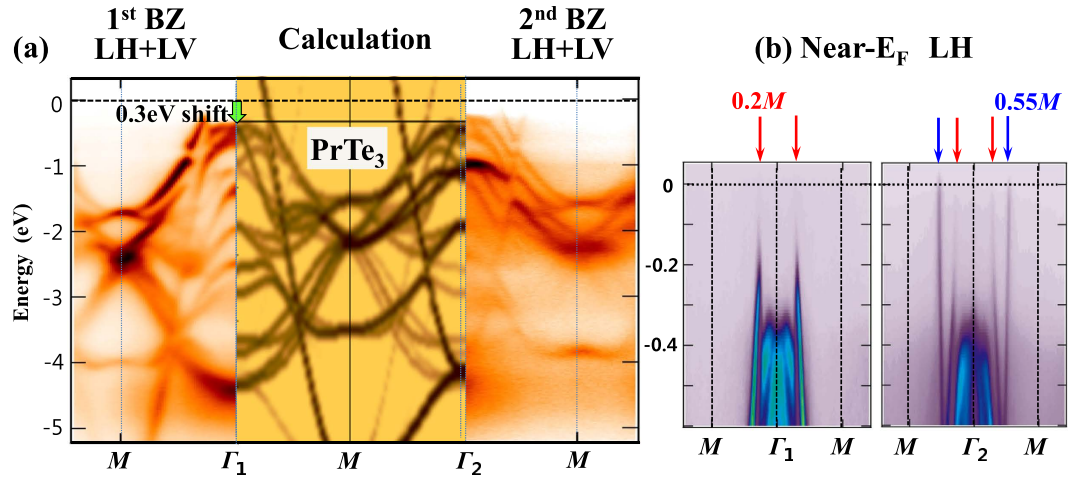 (a)
1st BZ
LH+LV
Calculation
2nd BZ
LH+LV
0
-1
-2
-3
-4
-5
Energy (eV)
0.3eV shift
PrTe3
M
Γ1
M
Γ2
M
(b) Near-EF LH
0.2M
0.55M
0
-0.2
-0.4
M
Γ1
M
M
Γ2
M